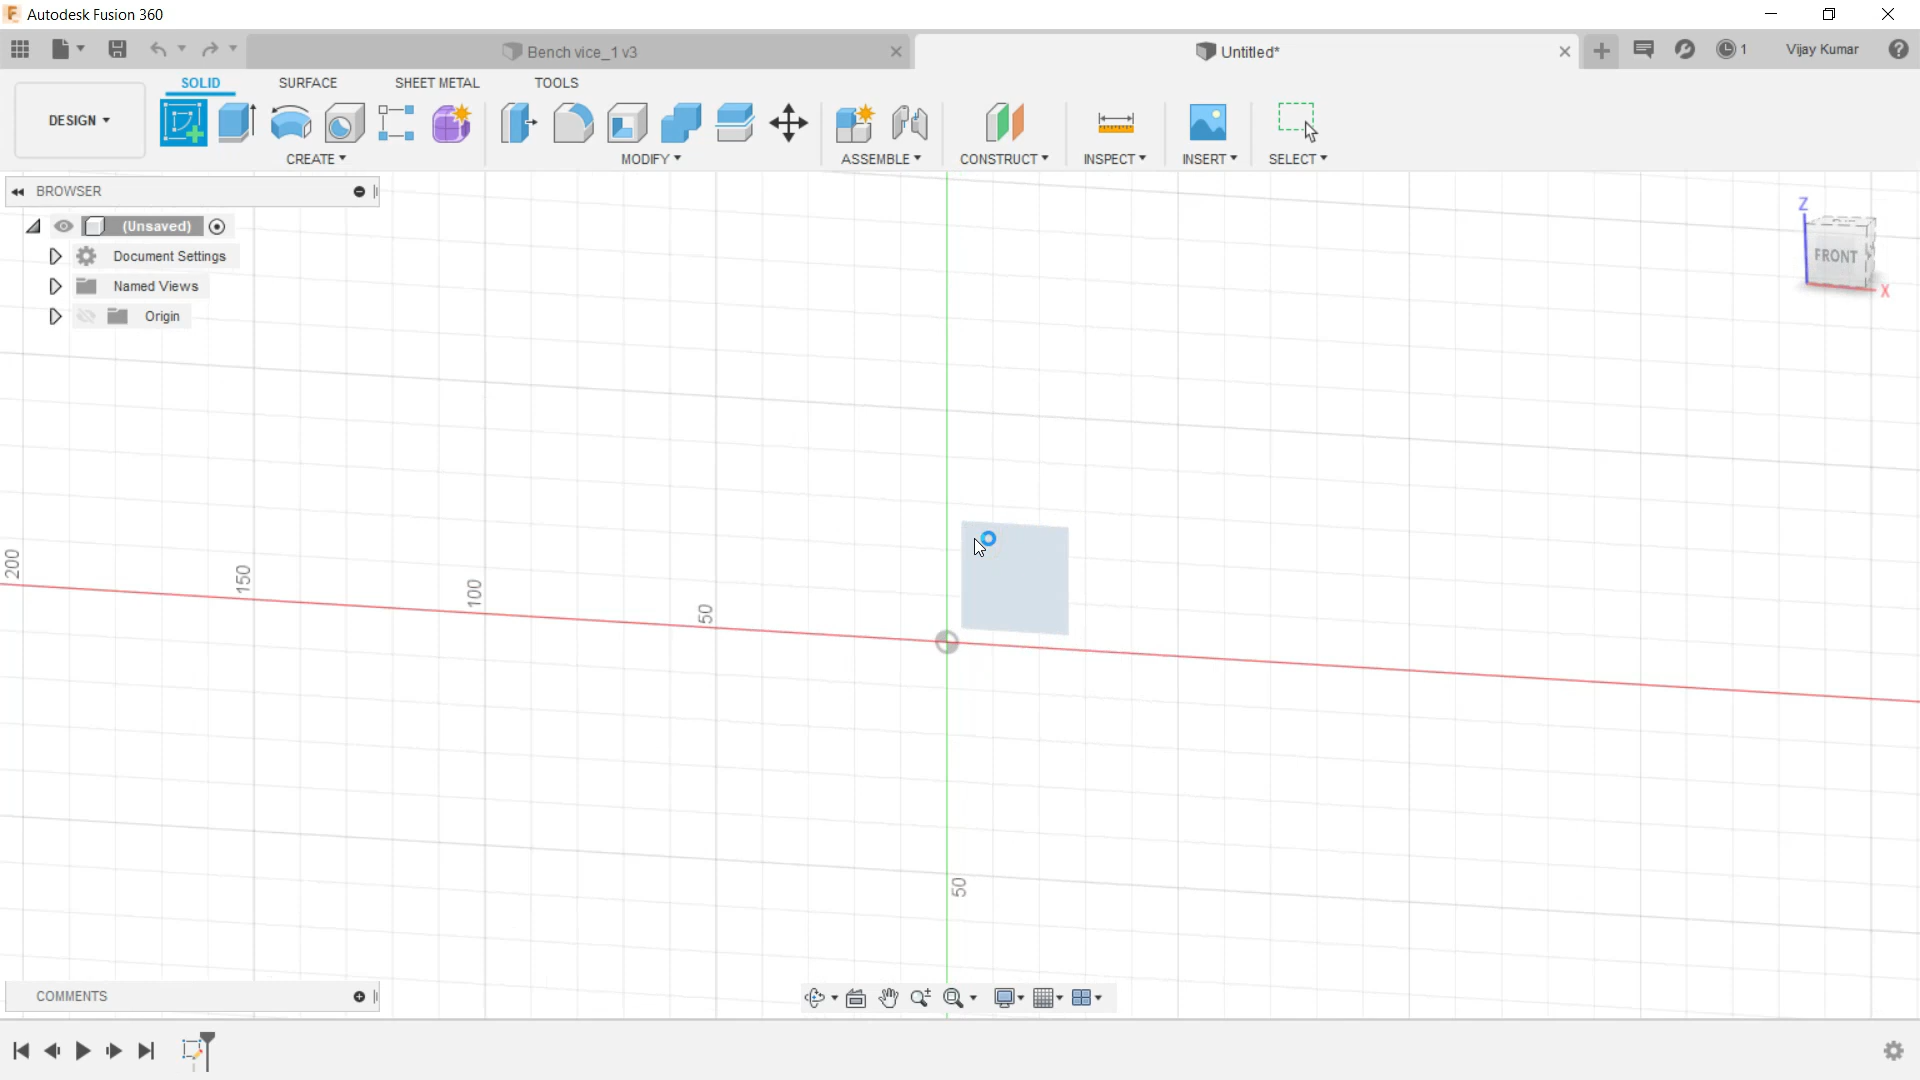 Autodesk Fusion 360
Bench vice_1 v3
Untitled*
1
Vijay Kumar
DESIGN
SOLID
SURFACE
SHEET METAL
TOOLS
CREATE
MODIFY
ASSEMBLE
CONSTRUCT
INSPECT
INSERT
SELECT
BROWSER
(Unsaved)
Document Settings
Named Views
Origin
Z
FRONT
X
200
150
100
50
50
COMMENTS